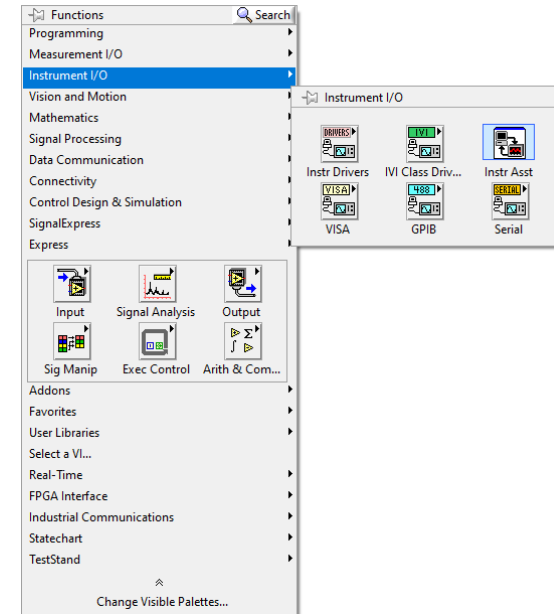 Functions
Search
Programming
Measurement I/O
Instrument I/O
Vision and Motion
Mathematics
Signal Processing
Data Communication
Connectivity
Control Design & Simulation
SignalExpress
Express
Input Signal Analysis Output
Sig Manip Exec Control Arith & Com...
Addons
Favorites
User Libraries
Select a VI...
Real-Time
FPGA Interface
Industrial Communications
Statechart
TestStand
Change Visible Palettes...
Instrument I/O
DRIVERS IVI
Instr Drivers IVI Class Driv... Instr Asst
VISA 488 SERIAL
VISA GPIB Serial